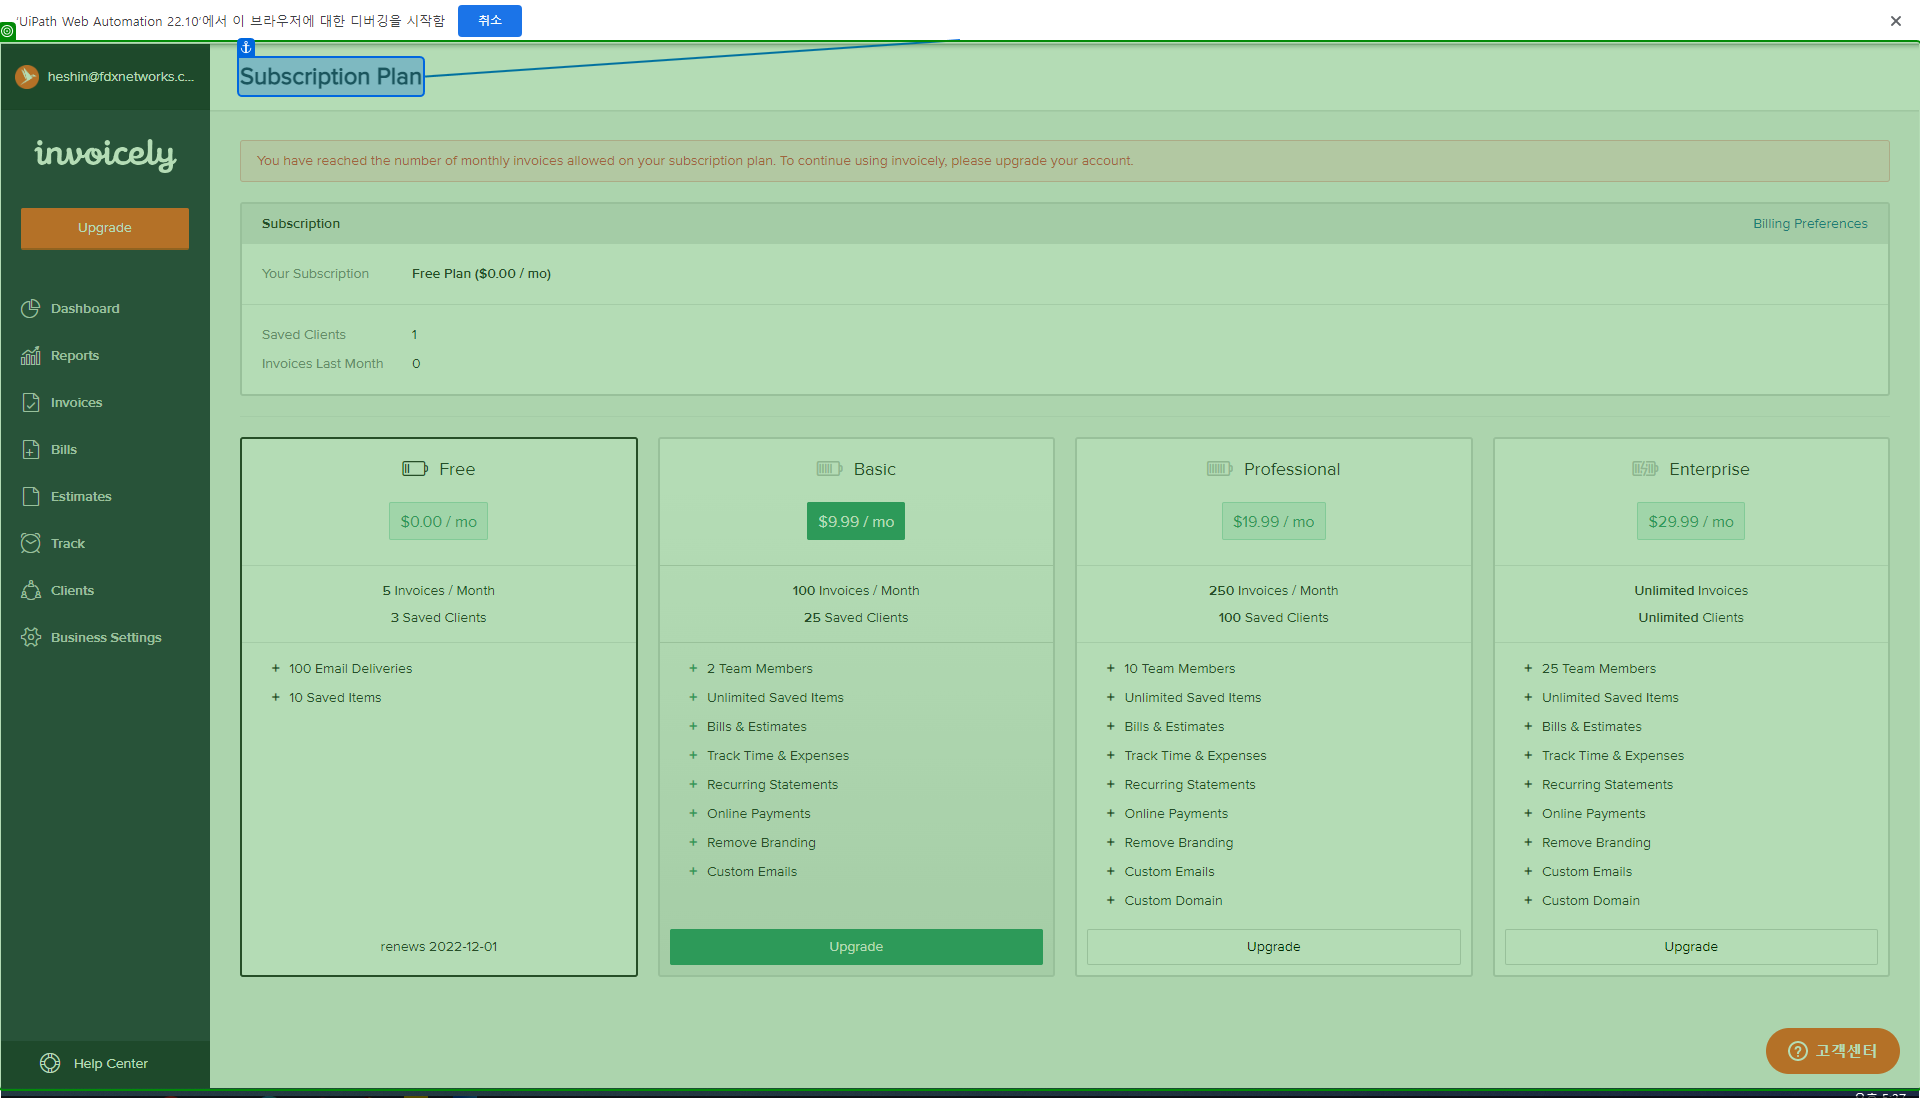 'UiPath Web Automation 22.10'에서 이 브라우저에 대한 디버깅을 시작함
취소
heshin@fdxnetworks.c...
Subscription Plan
invoicely
Upgrade
Dashboard
Reports
Invoices
Bills
Estimates
Track
Clients
Business Settings
Help Center
You have reached the number of monthly invoices allowed on your subscription plan. To continue using invoicely, please upgrade your account.
Subscription
Billing Preferences
Your Subscription Free Plan ($0.00 / mo)
Saved Clients 1
Invoices Last Month 0
Free
$0.00 / mo
5 Invoices / Month
3 Saved Clients
+ 100 Email Deliveries
+ 10 Saved Items
renews 2022-12-01
Basic
$9.99 / mo
100 Invoices / Month
25 Saved Clients
+ 2 Team Members
+ Unlimited Saved Items
+ Bills & Estimates
+ Track Time & Expenses
+ Recurring Statements
+ Online Payments
+ Remove Branding
+ Custom Emails
Upgrade
Professional
$19.99 / mo
250 Invoices / Month
100 Saved Clients
+ 10 Team Members
+ Unlimited Saved Items
+ Bills & Estimates
+ Track Time & Expenses
+ Recurring Statements
+ Online Payments
+ Remove Branding
+ Custom Emails
+ Custom Domain
Upgrade
Enterprise
$29.99 / mo
Unlimited Invoices
Unlimited Clients
+ 25 Team Members
+ Unlimited Saved Items
+ Bills & Estimates
+ Track Time & Expenses
+ Recurring Statements
+ Online Payments
+ Remove Branding
+ Custom Emails
+ Custom Domain
Upgrade
고객센터